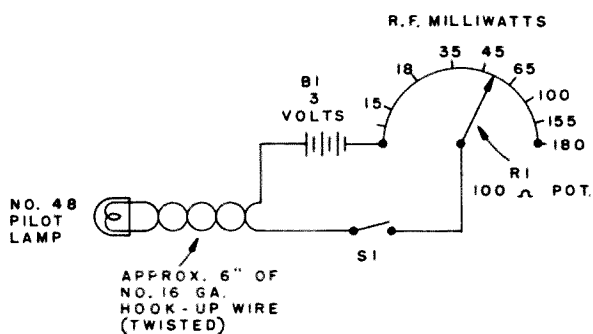 R.F. MILLIWATTS
15
18
35
45
65
100
155
180
B1
3
VOLTS
R1
100 Ω POT.
NO. 48
PILOT
LAMP
S1
APPROX. 6" OF
NO. 16 GA.
HOOK-UP WIRE
(TWISTED)